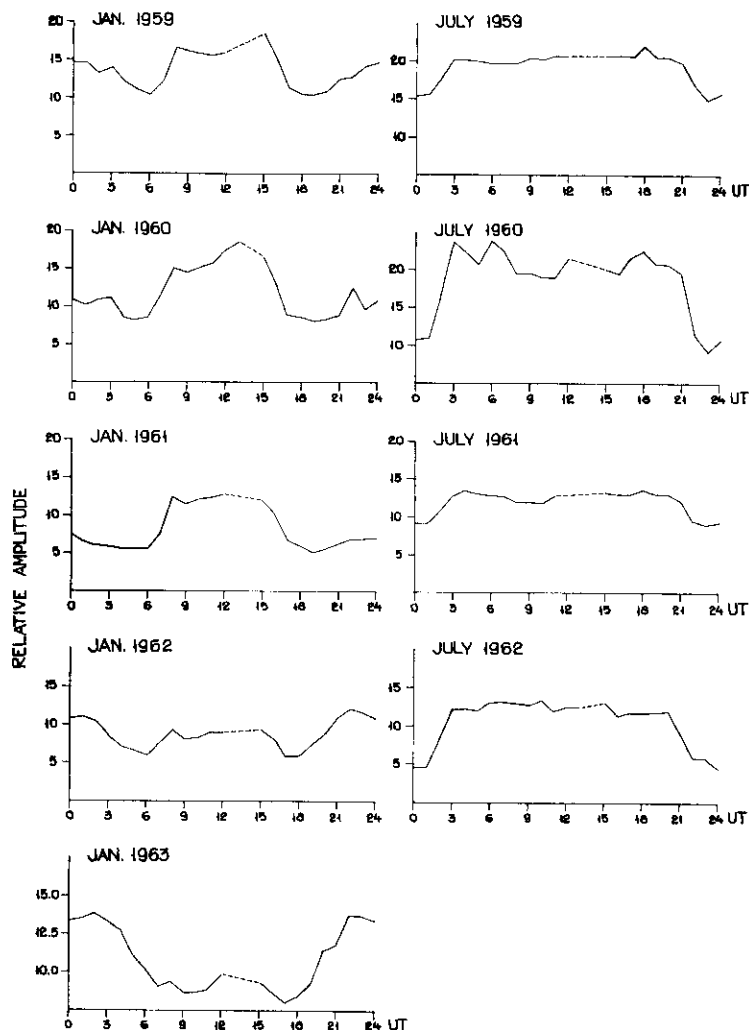 JAN. 1959
20
15
10
5
0 3 6 9 12 15 18 21 24
JULY 1959
20
15
10
0 3 6 9 12 15 18 21 24 UT
JAN. 1960
20
15
10
5
0 3 6 9 12 15 18 21 24
JULY 1960
20
15
10
0 3 6 9 12 15 18 21 24 UT
RELATIVE AMPLITUDE
JAN. 1961
20
15
10
5
0 3 6 9 12 15 18 21 24
JULY 1961
20
15
10
5
0 3 6 9 12 15 18 21 24 UT
JAN. 1962
15
10
5
0 3 6 9 12 15 18 21 24
JULY 1962
15
10
5
0 3 6 9 12 15 18 21 24 UT
JAN. 1963
15.0
12.5
10.0
0 3 6 9 12 15 18 21 24 UT